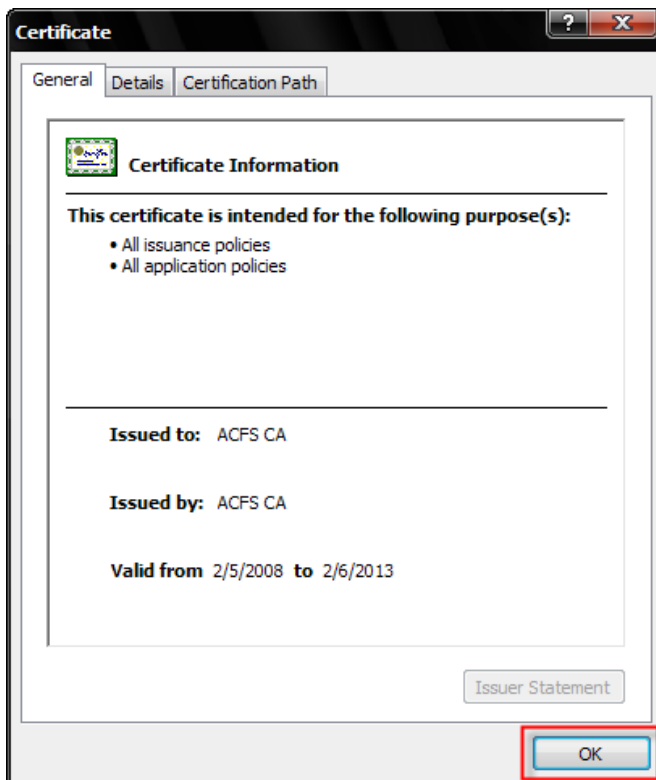 Certificate
?
X
General
Details
Certification Path
Certificate Information
This certificate is intended for the following purpose(s):
• All issuance policies
• All application policies
Issued to: ACFS CA
Issued by: ACFS CA
Valid from 2/5/2008 to 2/6/2013
Issuer Statement
OK